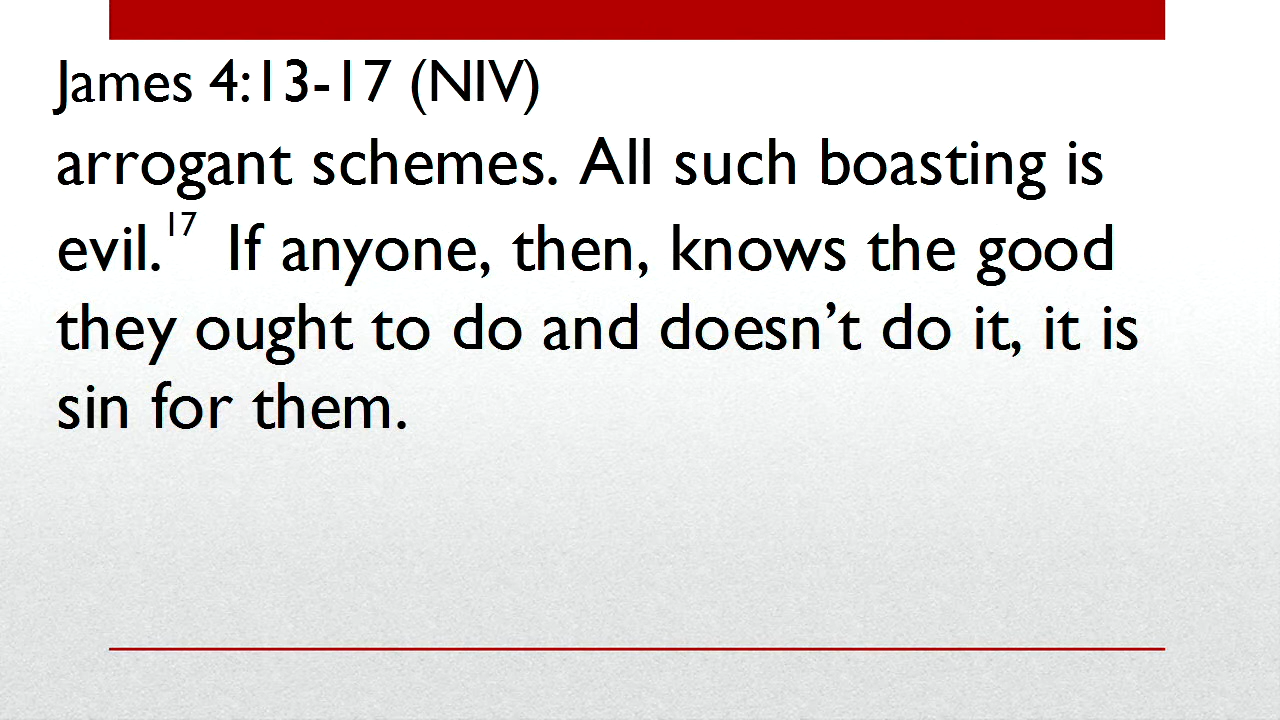 James 4:13-17 (NIV)
arrogant schemes. All such boasting is
evil.17 If anyone, then, knows the good
they ought to do and doesn’t do it, it is
sin for them.